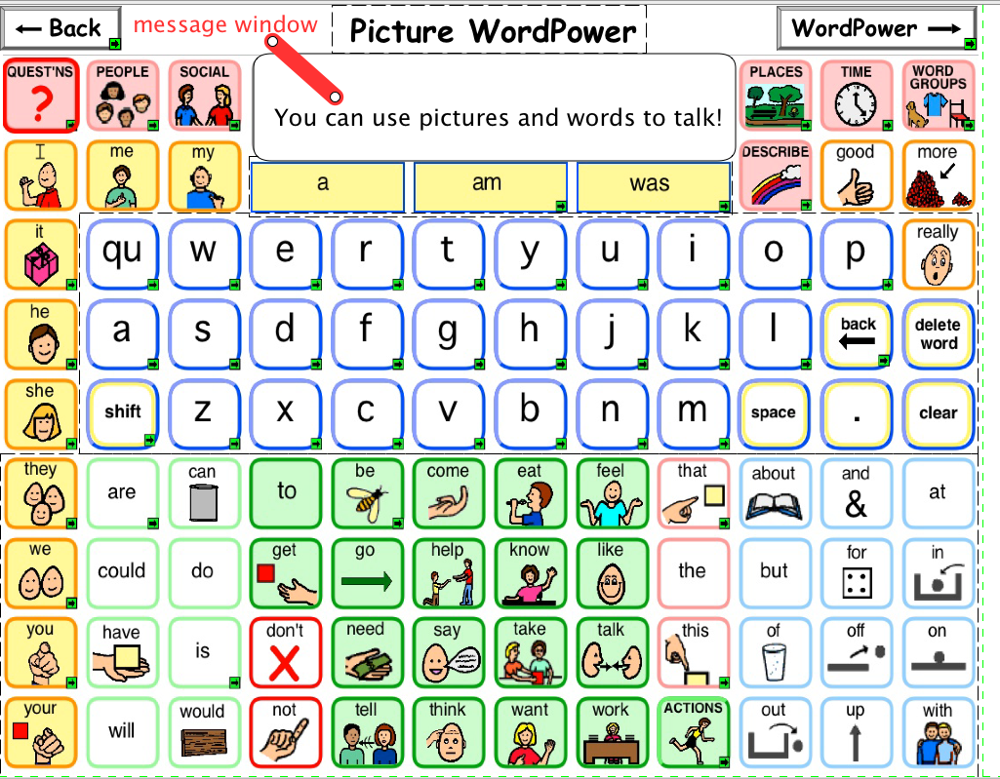 ← Back
message window
Picture WordPower
WordPower →
QUEST'NS
?
PEOPLE
SOCIAL
You can use pictures and words to talk!
PLACES
TIME
WORD
GROUPS
I
me
my
a
am
was
DESCRIBE
good
more
it
qu
w
e
r
t
y
u
i
o
p
really
he
a
s
d
f
g
h
j
k
l
back
delete
word
she
shift
z
x
c
v
b
n
m
space
.
clear
they
are
can
to
be
come
eat
feel
that
about
and
&
at
we
could
do
get
go
help
know
like
the
but
for
in
you
have
is
don't
need
say
take
talk
this
of
off
on
your
will
would
not
tell
think
want
work
ACTIONS
out
up
with